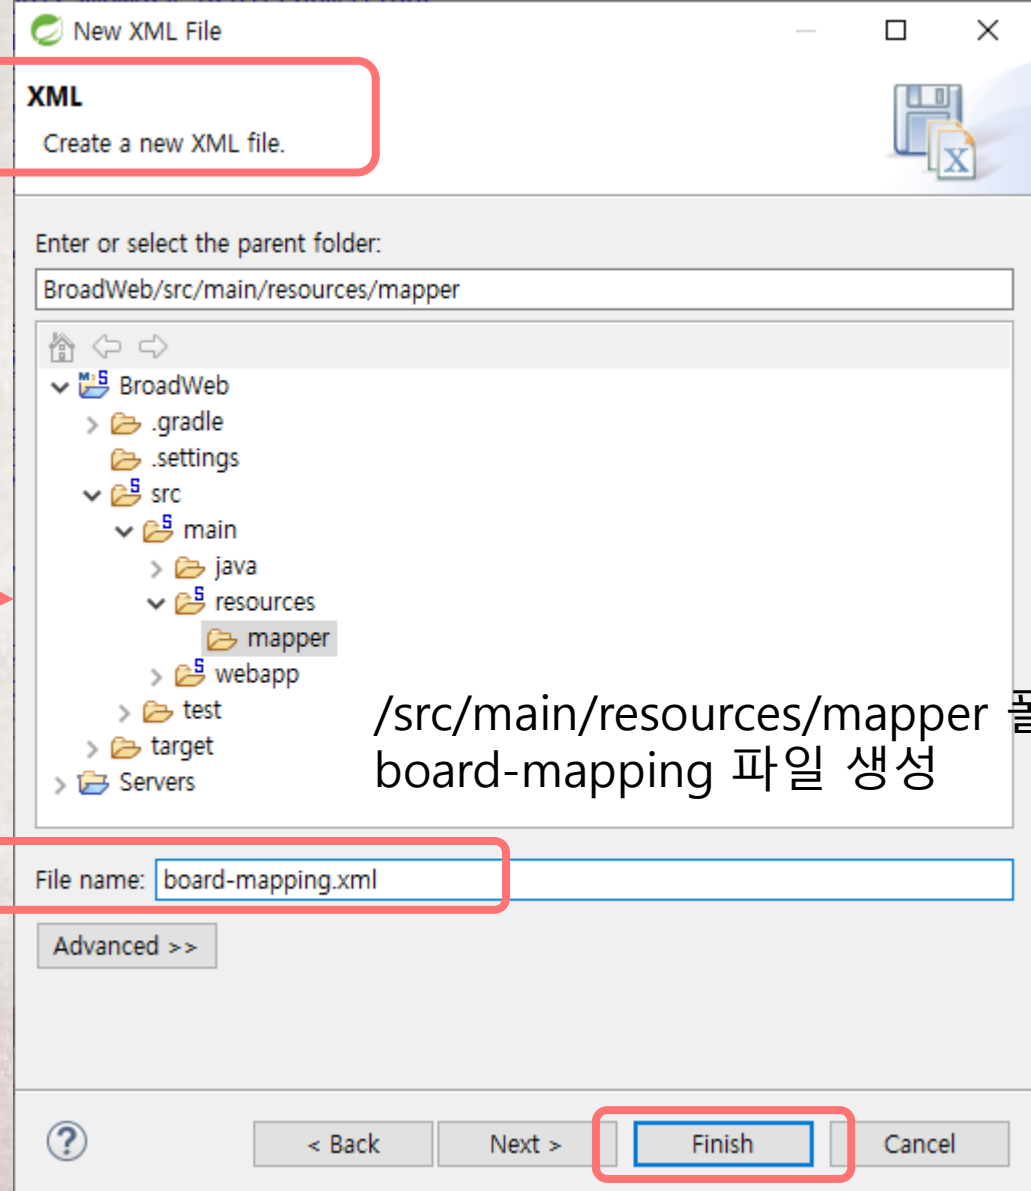 New XML File
XML
Create a new XML file.
Enter or select the parent folder:
BroadWeb/src/main/resources/mapper
BroadWeb
.gradle
.settings
src
main
java
resources
mapper
webapp
test
target
Servers
/src/main/resources/mapper
board-mapping 파일 생성
File name: board-mapping.xml
Advanced >>
< Back Next > Finish Cancel